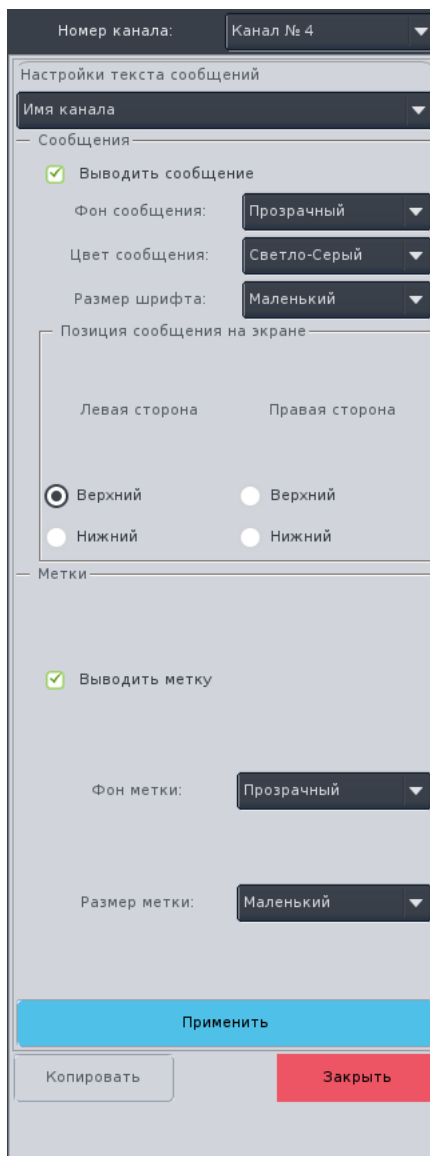 Номер канала: Канал № 4
Настройки текста сообщений
Имя канала
Сообщения
Выводить сообщение
Фон сообщения: Прозрачный
Цвет сообщения: Светло-Серый
Размер шрифта: Маленький
Позиция сообщения на экране
Левая сторона Правая сторона
Верхний Верхний
Нижний Нижний
Метки
Выводить метку
Фон метки: Прозрачный
Размер метки: Маленький
Применить
Копировать Закрыть